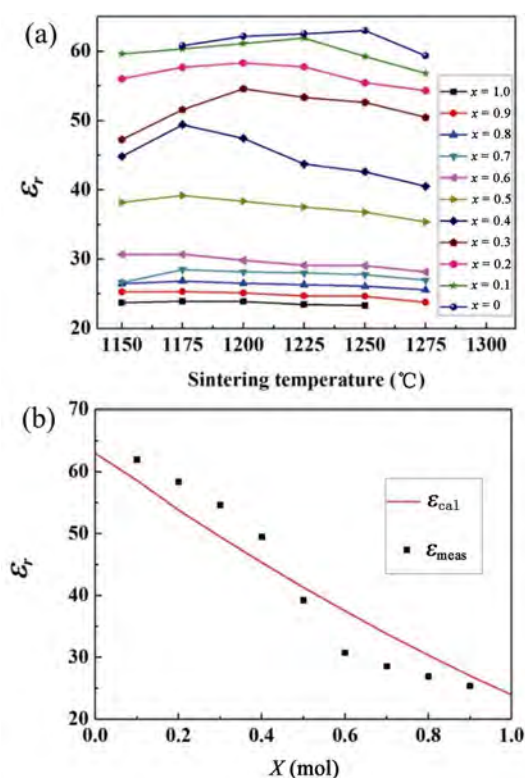 (a)
60
50
40
30
20
εr
1150 1175 1200 1225 1250 1275 1300
Sintering temperature (℃)
x = 1.0
x = 0.9
x = 0.8
x = 0.7
x = 0.6
x = 0.5
x = 0.4
x = 0.3
x = 0.2
x = 0.1
x = 0
(b)
70
60
50
40
30
20
εr
εcal
εmeas
0.0 0.2 0.4 0.6 0.8 1.0
X (mol)